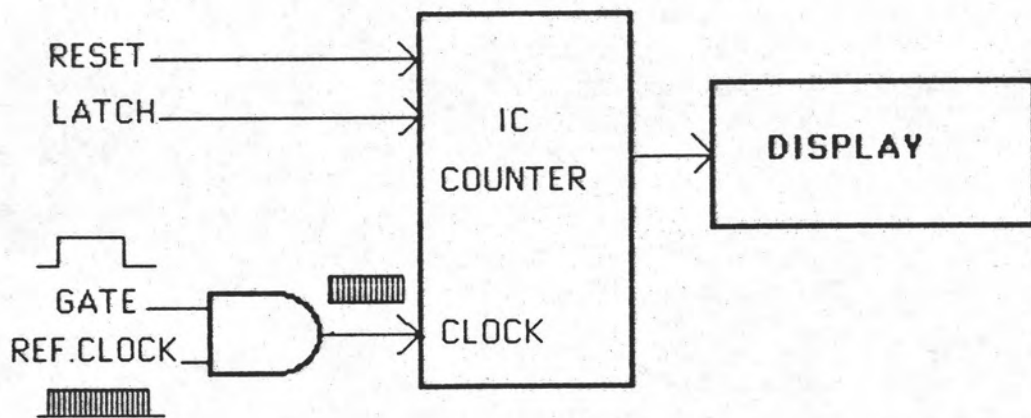 RESET
LATCH
IC
COUNTER
DISPLAY
GATE
REF.CLOCK
CLOCK